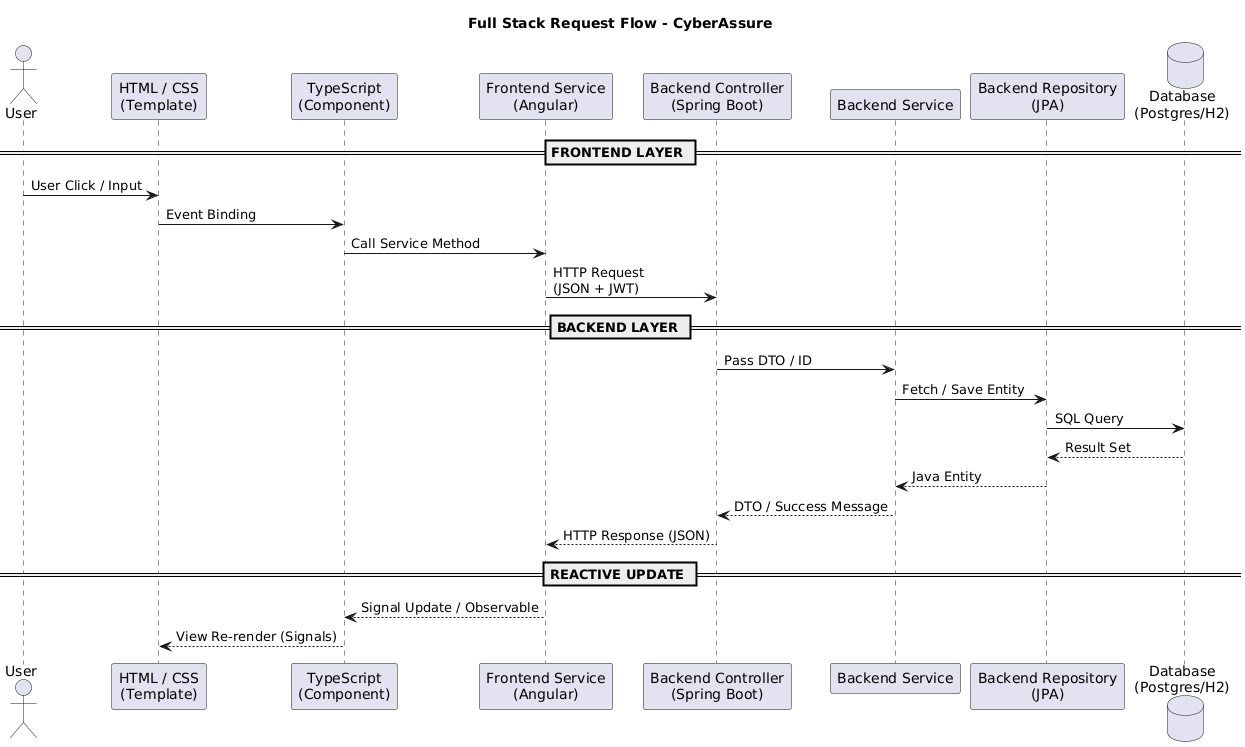 Full Stack Request Flow - CyberAssure
User
HTML / CSS
(Template)
TypeScript
(Component)
Frontend Service
(Angular)
Backend Controller
(Spring Boot)
Backend Service
Backend Repository
(JPA)
Database
(Postgres/H2)
FRONTEND LAYER
User Click / Input
Event Binding
Call Service Method
HTTP Request
(JSON + JWT)
BACKEND LAYER
Pass DTO / ID
Fetch / Save Entity
SQL Query
Result Set
Java Entity
DTO / Success Message
HTTP Response (JSON)
REACTIVE UPDATE
Signal Update / Observable
View Re-render (Signals)
User
HTML / CSS
(Template)
TypeScript
(Component)
Frontend Service
(Angular)
Backend Controller
(Spring Boot)
Backend Service
Backend Repository
(JPA)
Database
(Postgres/H2)